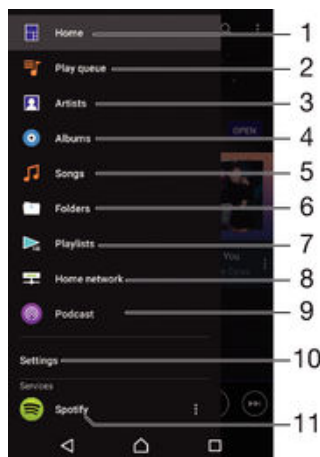 Home 1
Play queue 2
Artists 3
Albums 4
OPEN
Songs 5
Folders 6
Playlists 7
You
Home network 8
Podcast 9
Settings 10
Services
Spotify 11